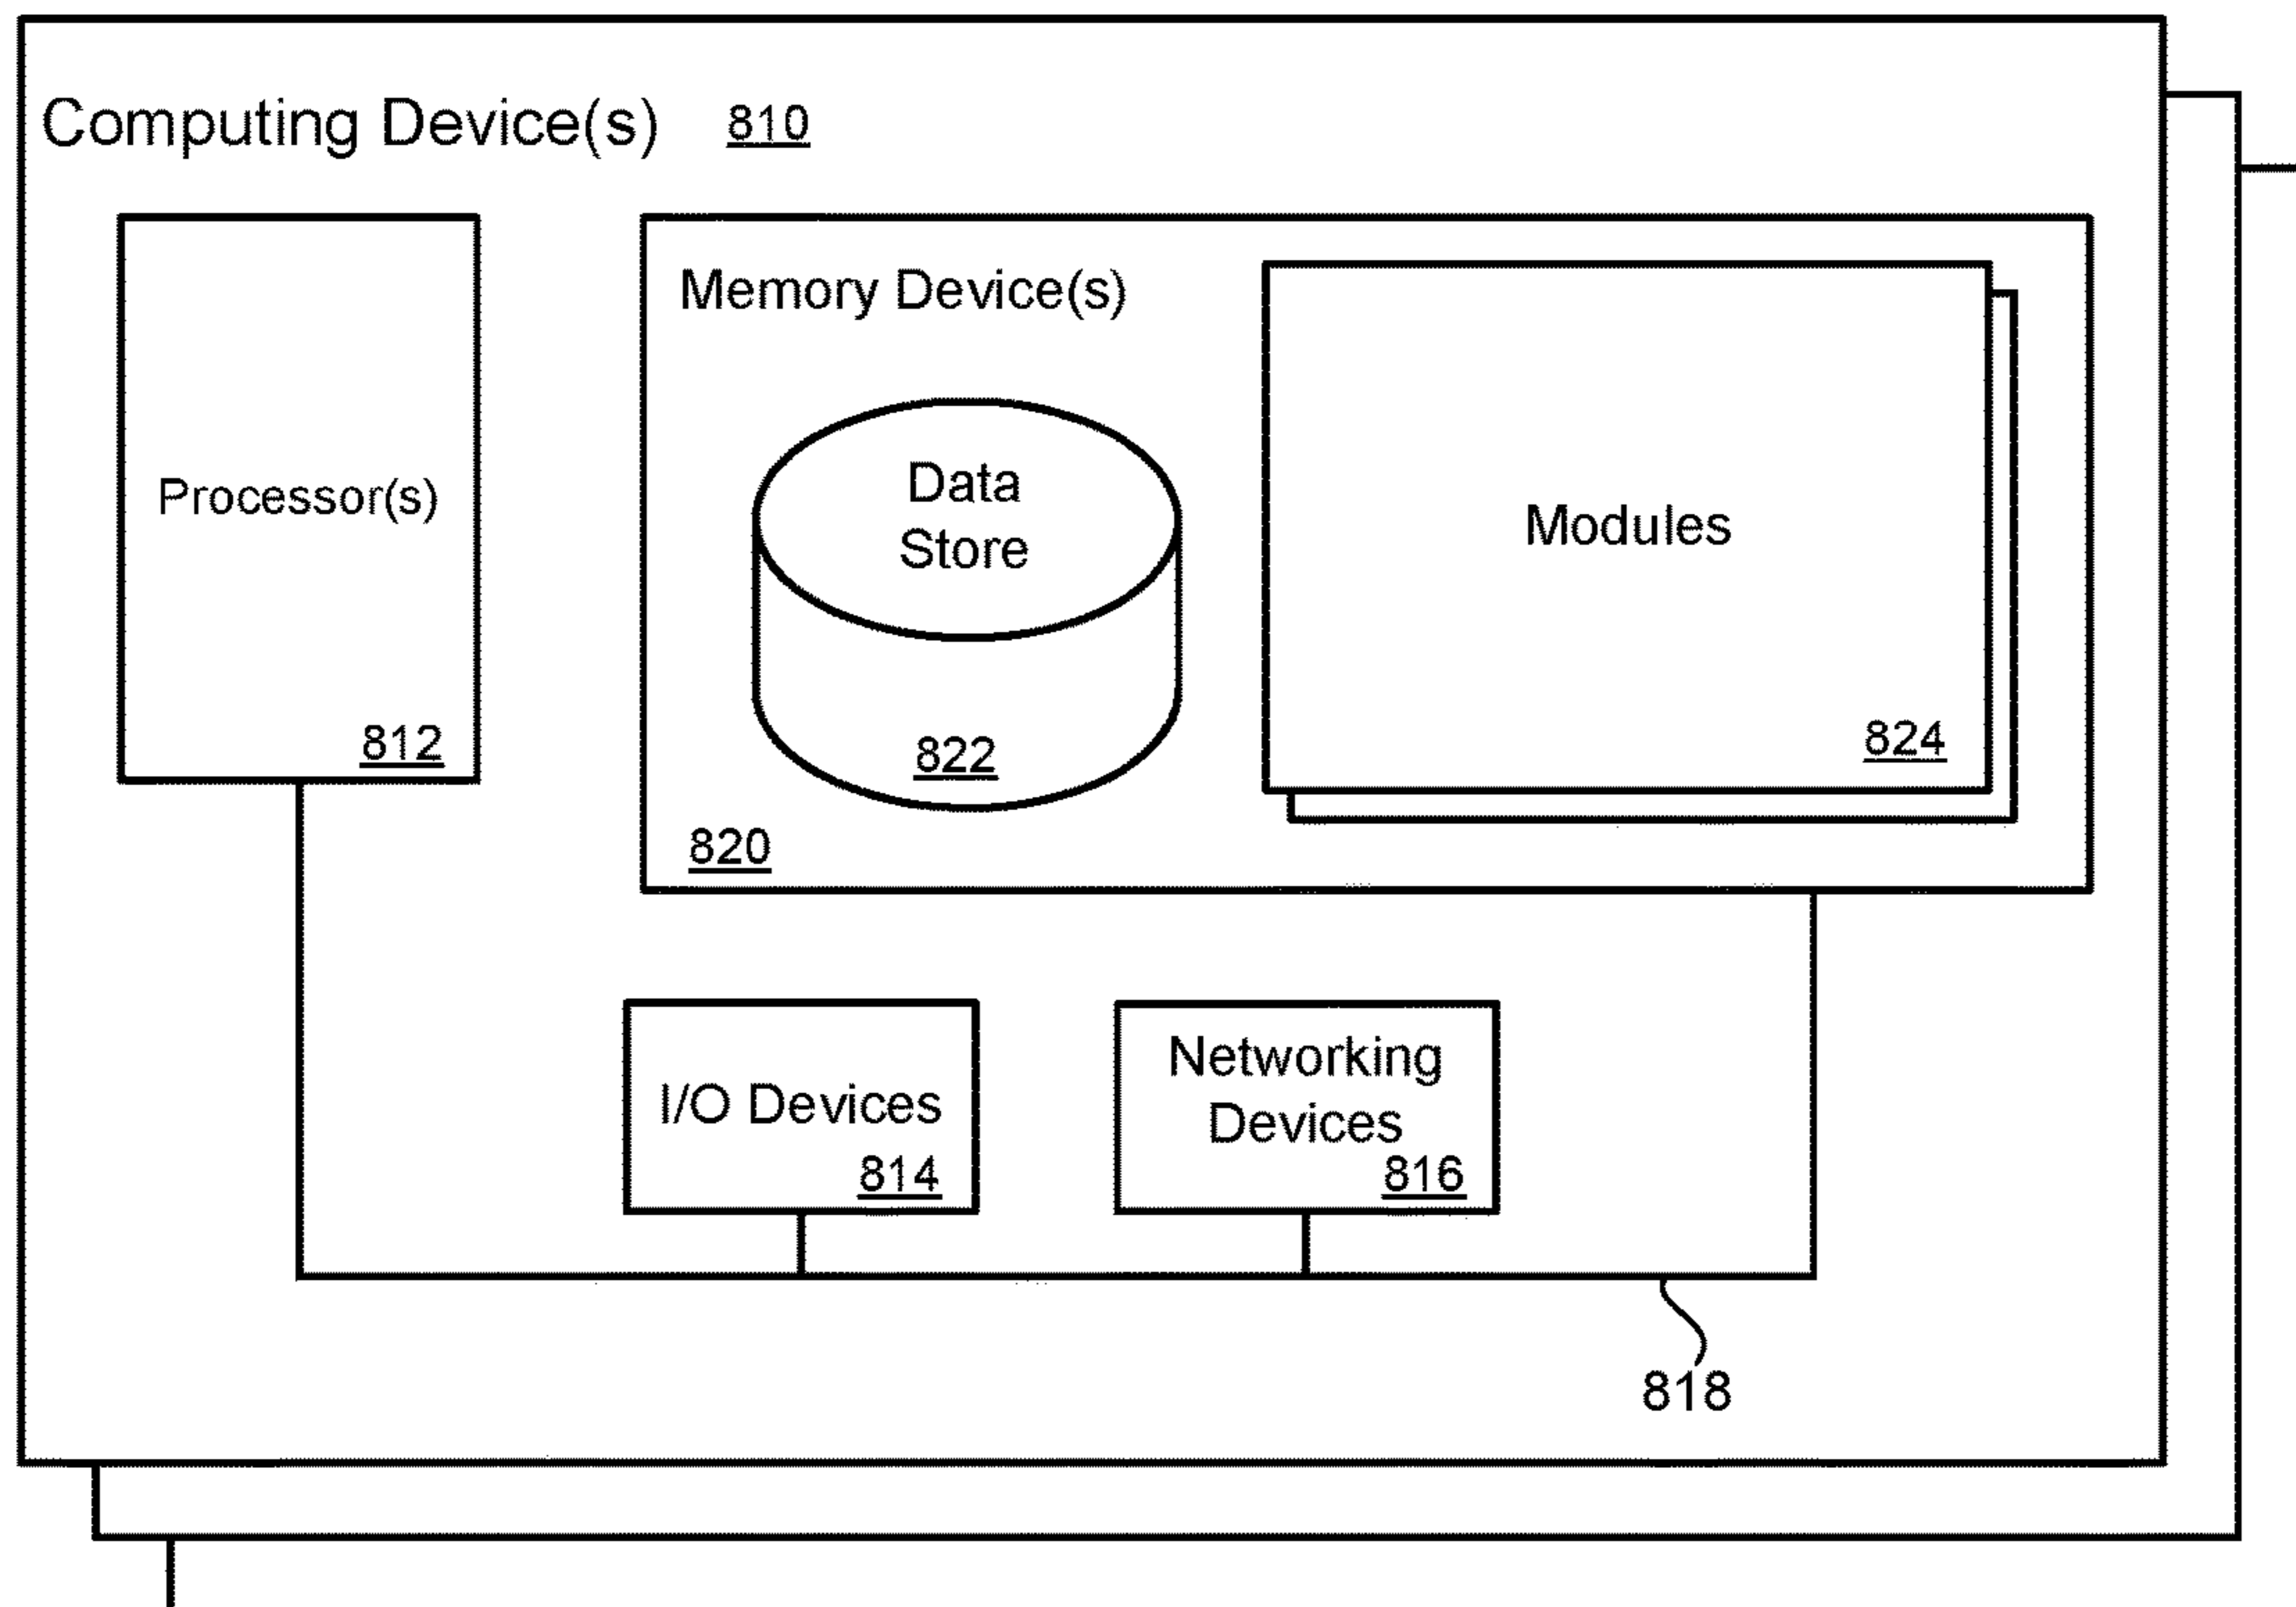 Computing Device(s) 810
Processor(s)
812
Memory Device(s)
Data
Store
822
820
Modules
824
I/O Devices
814
Networking
Devices
816
818